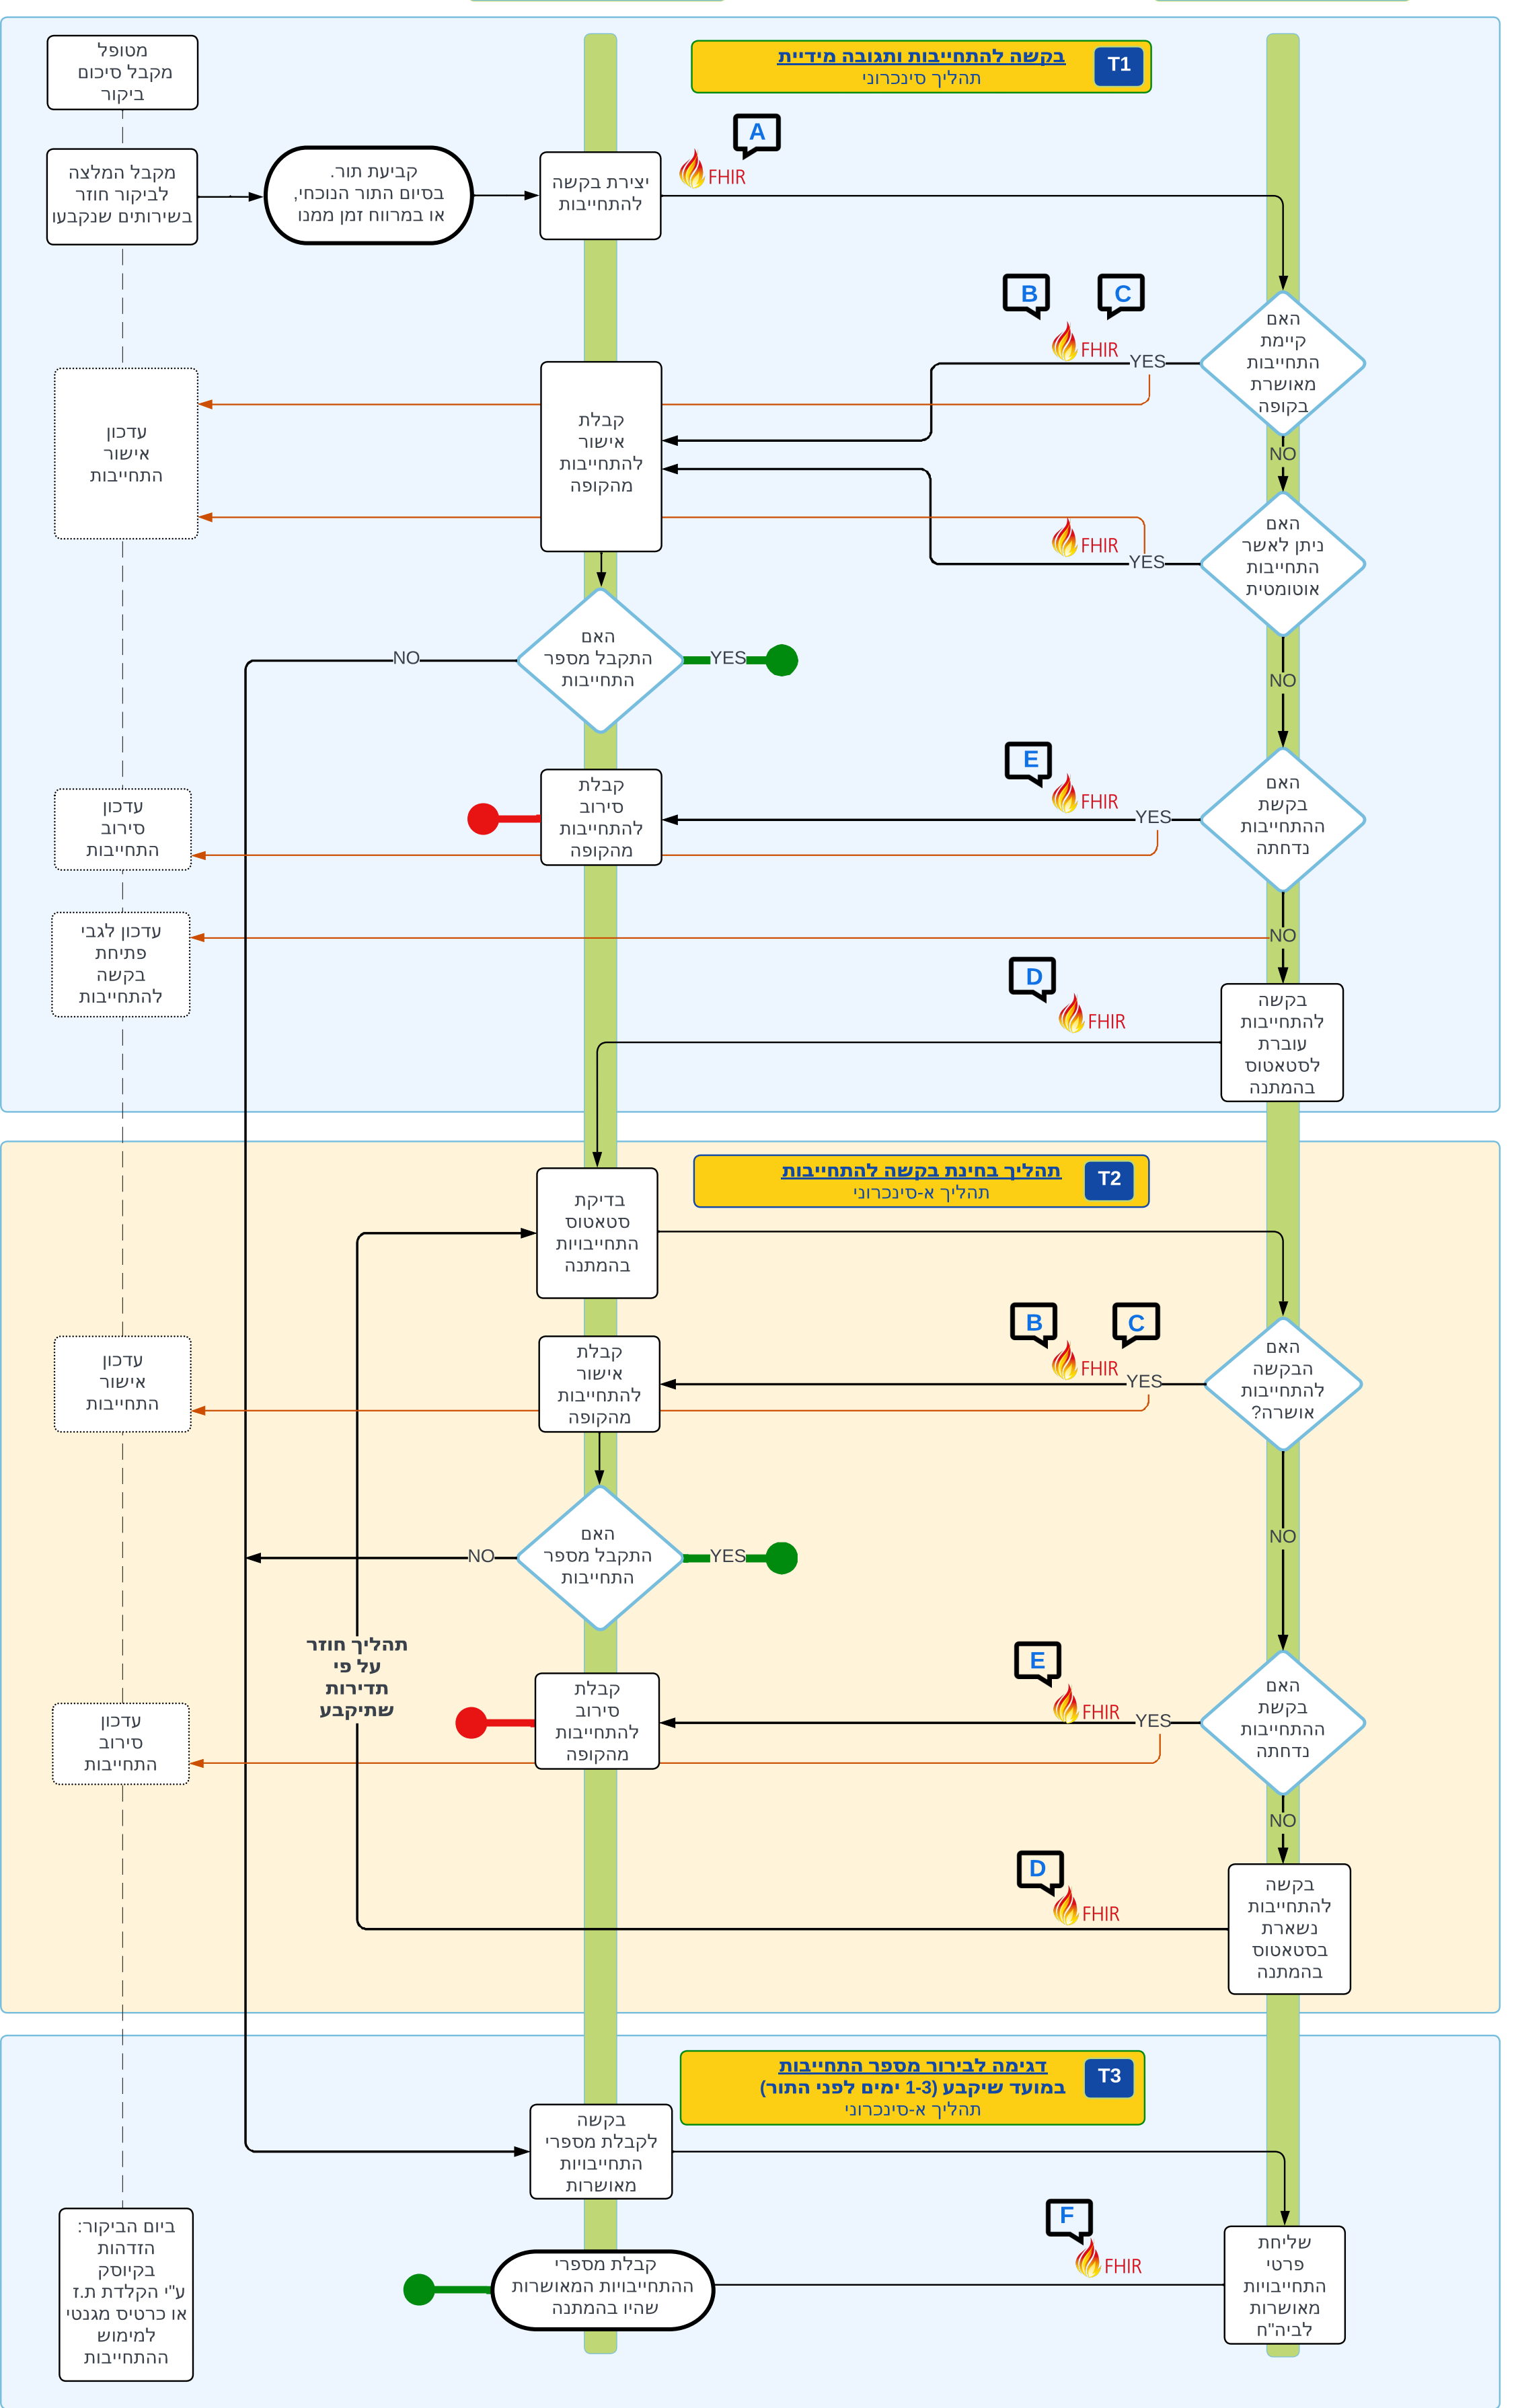 בקשה להתחייבות ותגובה מידיית
תהליך סינכרוני
T1
מטופל
מקבל סיכום
ביקור
מקבל המלצה
לביקור חוזר
בשירותים שנקבעו
קביעת תור.
בסיום התור הנוכחי,
או במרווח זמן ממנו
יצירת בקשה
להתחייבות
A
FHIR
B
C
FHIR
YES
האם
קיימת
התחייבות
מאושרת
בקופה
NO
קבלת
אישור
להתחייבות
מהקופה
עדכון
אישור
התחייבות
האם
ניתן לאשר
התחייבות
אוטומטית
FHIR
YES
NO
האם
התקבל מספר
התחייבות
YES
NO
E
FHIR
YES
האם
בקשת
ההתחייבות
נדחתה
NO
קבלת
סירוב
להתחייבות
מהקופה
עדכון
סירוב
התחייבות
עדכון לגבי
פתיחת
בקשה
להתחייבות
D
FHIR
בקשה
להתחייבות
עוברת
לסטאטוס
בהמתנה
תהליך בחינת בקשה להתחייבות
תהליך א-סינכרוני
T2
בדיקת
סטאטוס
התחייבויות
בהמתנה
B
C
FHIR
YES
האם
הבקשה
להתחייבות
אושרה?
NO
קבלת
אישור
להתחייבות
מהקופה
עדכון
אישור
התחייבות
האם
התקבל מספר
התחייבות
YES
NO
תהליך חוזר
על פי
תדירות
שתיקבע
E
FHIR
YES
האם
בקשת
ההתחייבות
נדחתה
NO
קבלת
סירוב
להתחייבות
מהקופה
עדכון
סירוב
התחייבות
D
FHIR
בקשה
להתחייבות
נשארת
בסטאטוס
בהמתנה
דגימה לבירור מספר התחייבות
במועד שיקבע (1-3 ימים לפני התור)
תהליך א-סינכרוני
T3
בקשה
לקבלת מספרי
התחייבויות
מאושרות
F
FHIR
שליחת
פרטי
התחייבויות
מאושרות
לביה"ח
קבלת מספרי
ההתחייבויות המאושרות
שהיו בהמתנה
ביום הביקור:
הזדהות
בקיוסק
ע"י הקלדת ת.ז
או כרטיס מגנטי
למימוש
ההתחייבות